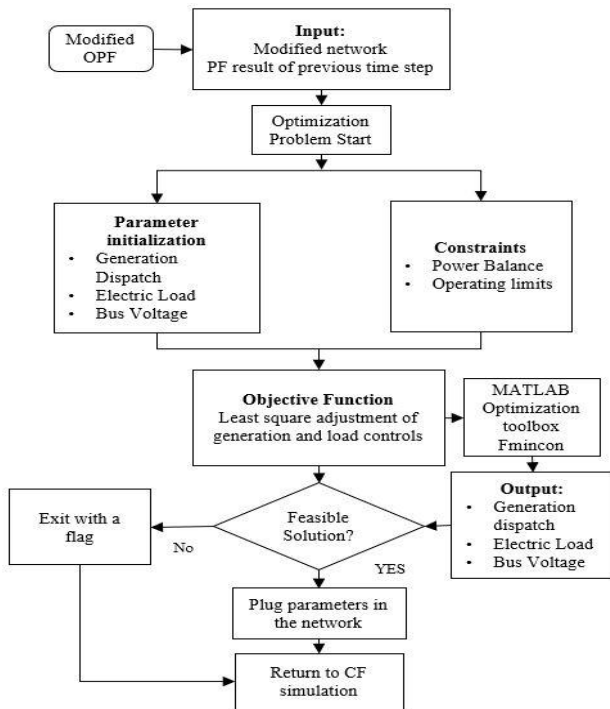 Modified
OPF
Input:
Modified network
PF result of previous time step
Optimization
Problem Start
Parameter
initialization
• Generation
Dispatch
• Electric Load
• Bus Voltage
Constraints
• Power Balance
• Operating limits
Objective Function
Least square adjustment of
generation and load controls
MATLAB
Optimization
toolbox
Fmincon
Output:
• Generation
dispatch
• Electric Load
• Bus Voltage
Feasible
Solution?
Exit with a
flag
No
YES
Plug parameters in
the network
Return to CF
simulation